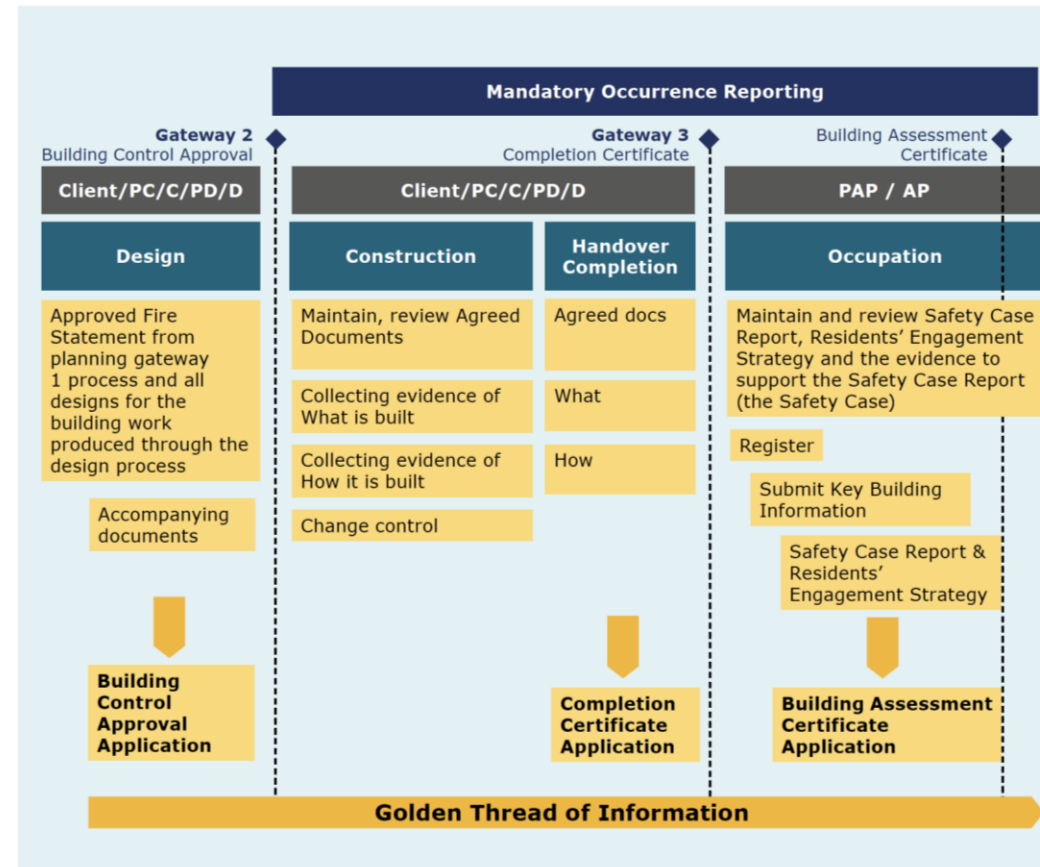 Mandatory Occurrence Reporting
Gateway 2
Building Control Approval
Gateway 3
Completion Certificate
Building Assessment
Certificate
Client/PC/C/PD/D
Client/PC/C/PD/D
PAP / AP
Design
Construction
Handover
Completion
Occupation
Approved Fire
Statement from
planning gateway
1 process and all
designs for the
building work
produced through the
design process
Accompanying
documents
Building
Control
Approval
Application
Maintain, review Agreed
Documents
Collecting evidence of
What is built
Collecting evidence of
How it is built
Change control
Agreed docs
What
How
Completion
Certificate
Application
Maintain and review Safety Case
Report, Residents’ Engagement
Strategy and the evidence to
support the Safety Case Report
(the Safety Case)
Register
Submit Key Building
Information
Safety Case Report &
Residents’
Engagement Strategy
Building Assessment
Certificate
Application
Golden Thread of Information